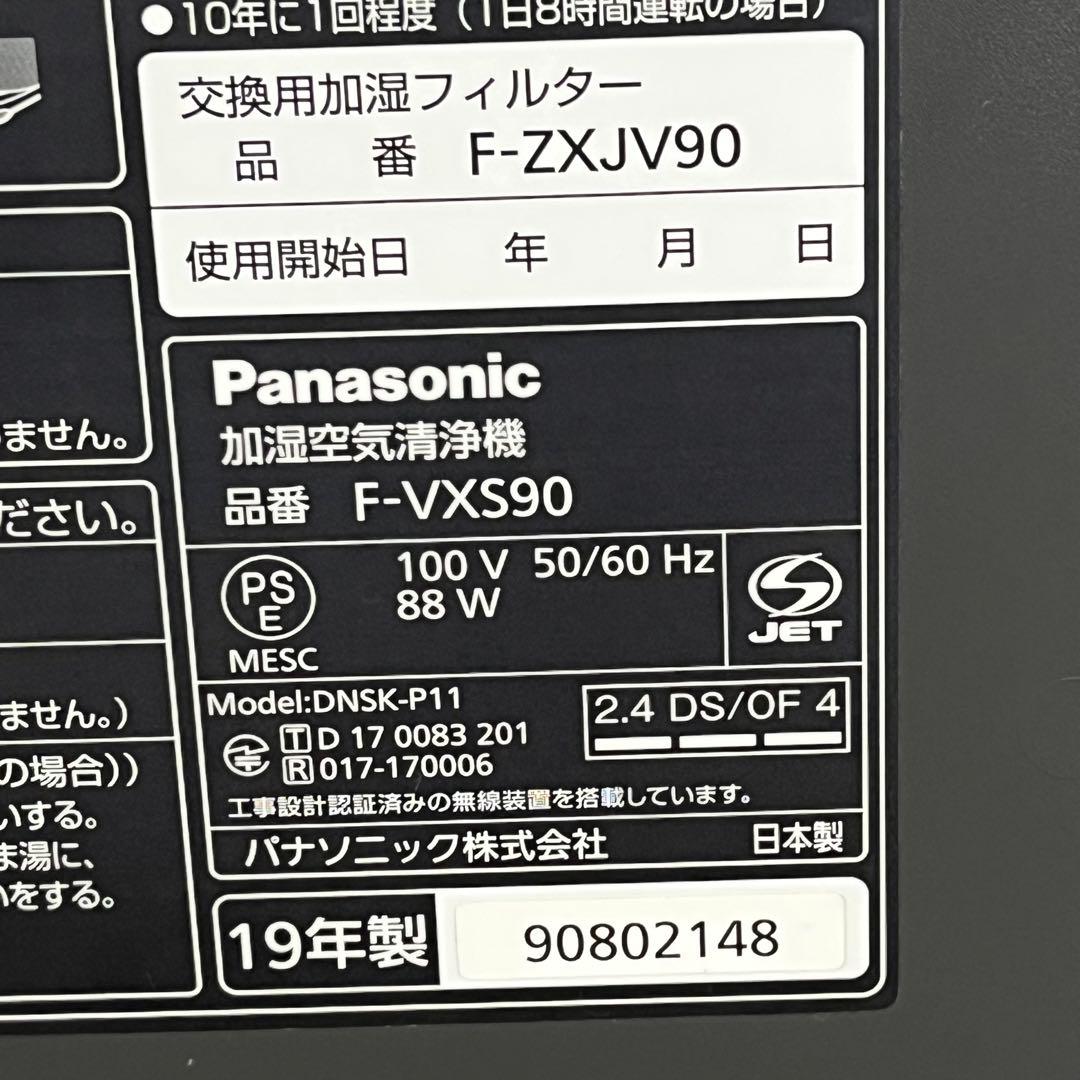 ●10年に1回程度（1日8時間運転の場合）
交換用加湿フィルター
品 番 F-ZXJV90
使用開始日 年 月 日
ません。
ださい。
ません。）
の場合））
いする。
ま湯に、
いをする。
Panasonic
加湿空気清浄機
品番 F-VXS90
PS
E
MESC
100 V 50/60 Hz
88 W
JET
Model:DNSK-P11
T D 17 0083 201
R 017-170006
2.4 DS/OF 4
工事設計認証済みの無線装置を搭載しています。
パナソニック株式会社 日本製
19年製 90802148